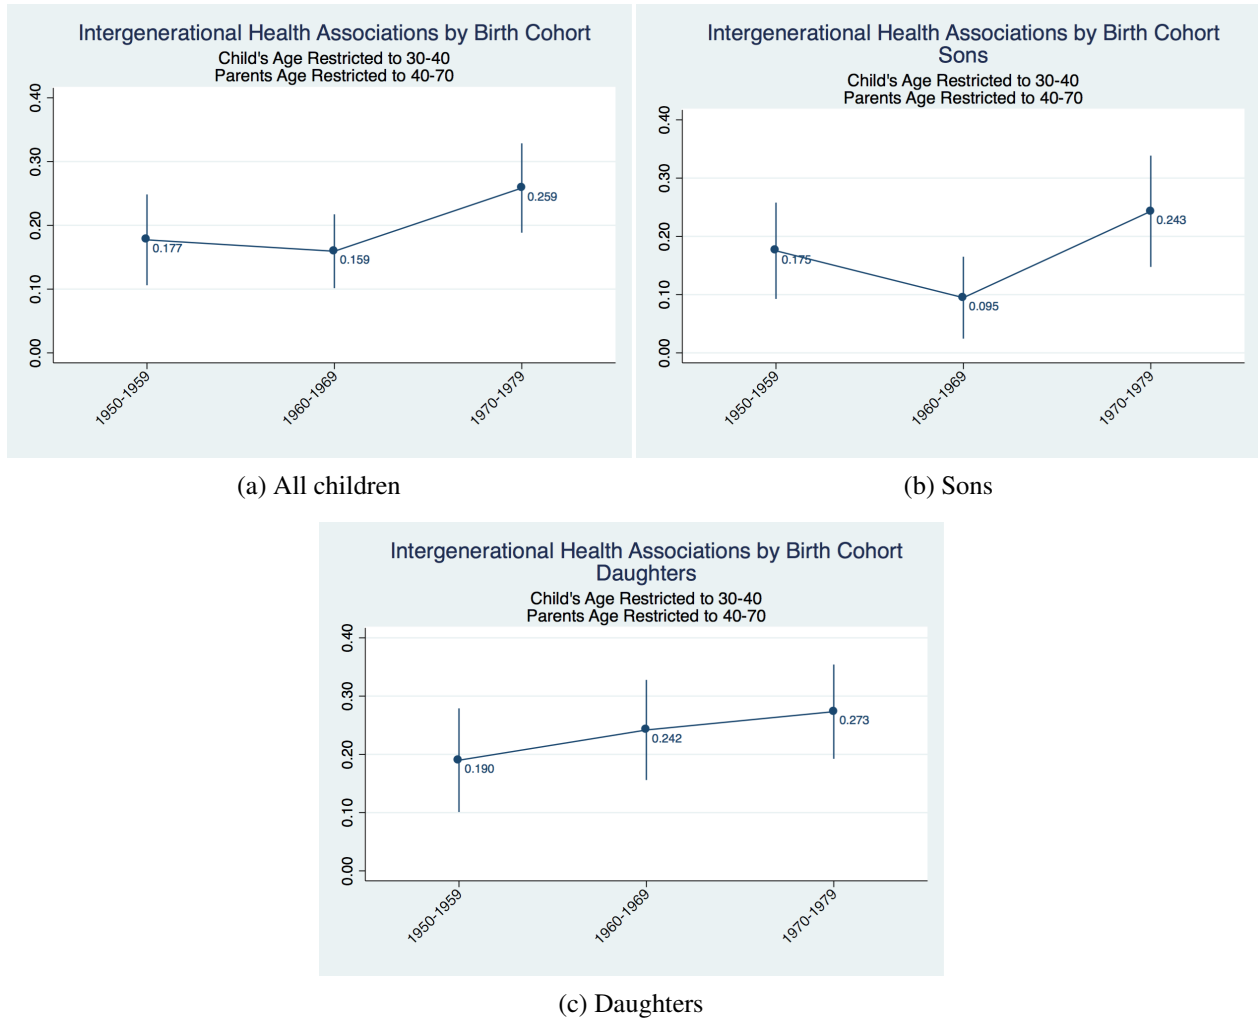 Intergenerational Health Associations by Birth Cohort
Child's Age Restricted to 30-40
Parents Age Restricted to 40-70
0.40
0.30
0.20
0.10
0.00
0.177
0.159
0.259
1950-1959
1960-1969
1970-1979
(a) All children
Intergenerational Health Associations by Birth Cohort
Sons
Child's Age Restricted to 30-40
Parents Age Restricted to 40-70
0.40
0.30
0.20
0.10
0.00
0.175
0.095
0.243
1950-1959
1960-1969
1970-1979
(b) Sons
Intergenerational Health Associations by Birth Cohort
Daughters
Child's Age Restricted to 30-40
Parents Age Restricted to 40-70
0.40
0.30
0.20
0.10
0.00
0.190
0.242
0.273
1950-1959
1960-1969
1970-1979
(c) Daughters